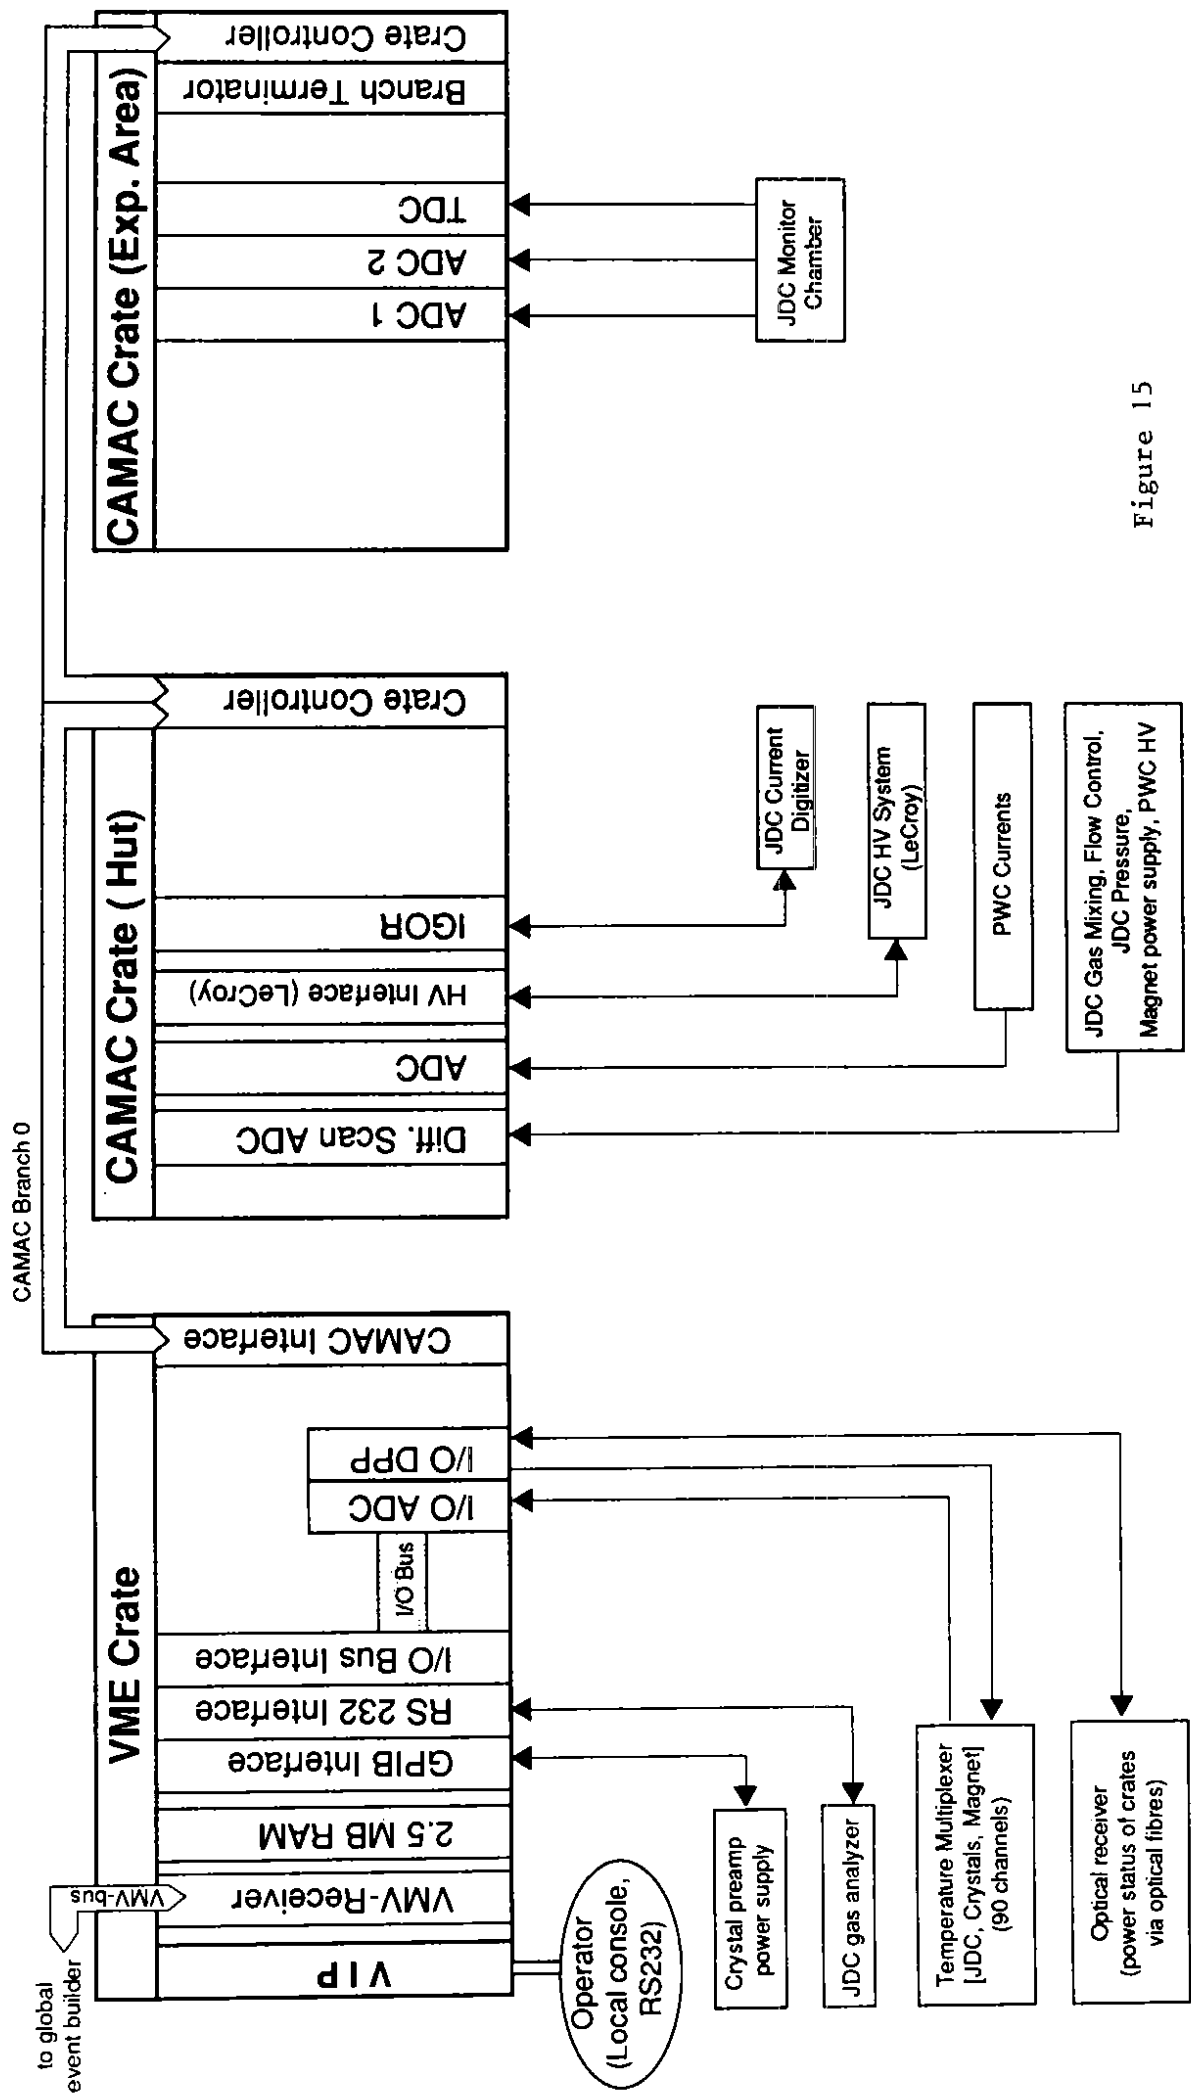 CAMAC Branch 0
to global
event builder
VMV-bus
VME Crate
VIP
VMV-Receiver
2.5 MB RAM
GPIB Interface
RS 232 Interface
I/O Bus Interface
I/O Bus
I/O ADC
I/O DPP
CAMAC Interface
Operator
(Local console,
RS232)
Crystal preamp
power supply
JDC gas analyzer
Temperature Multiplexer
[JDC, Crystals, Magnet]
(90 channels)
Optical receiver
(power status of crates
via optical fibres)
CAMAC Crate ( Hut)
Diff. Scan ADC
ADC
HV Interface (LeCroy)
IGOR
Crate Controller
JDC Current
Digitizer
JDC HV System
(LeCroy)
PWC Currents
JDC Gas Mixing, Flow Control,
JDC Pressure,
Magnet power supply, PWC HV
CAMAC Crate (Exp. Area)
ADC 1
ADC 2
TDC
Branch Terminator
Crate Controller
JDC Monitor
Chamber
Figure 15